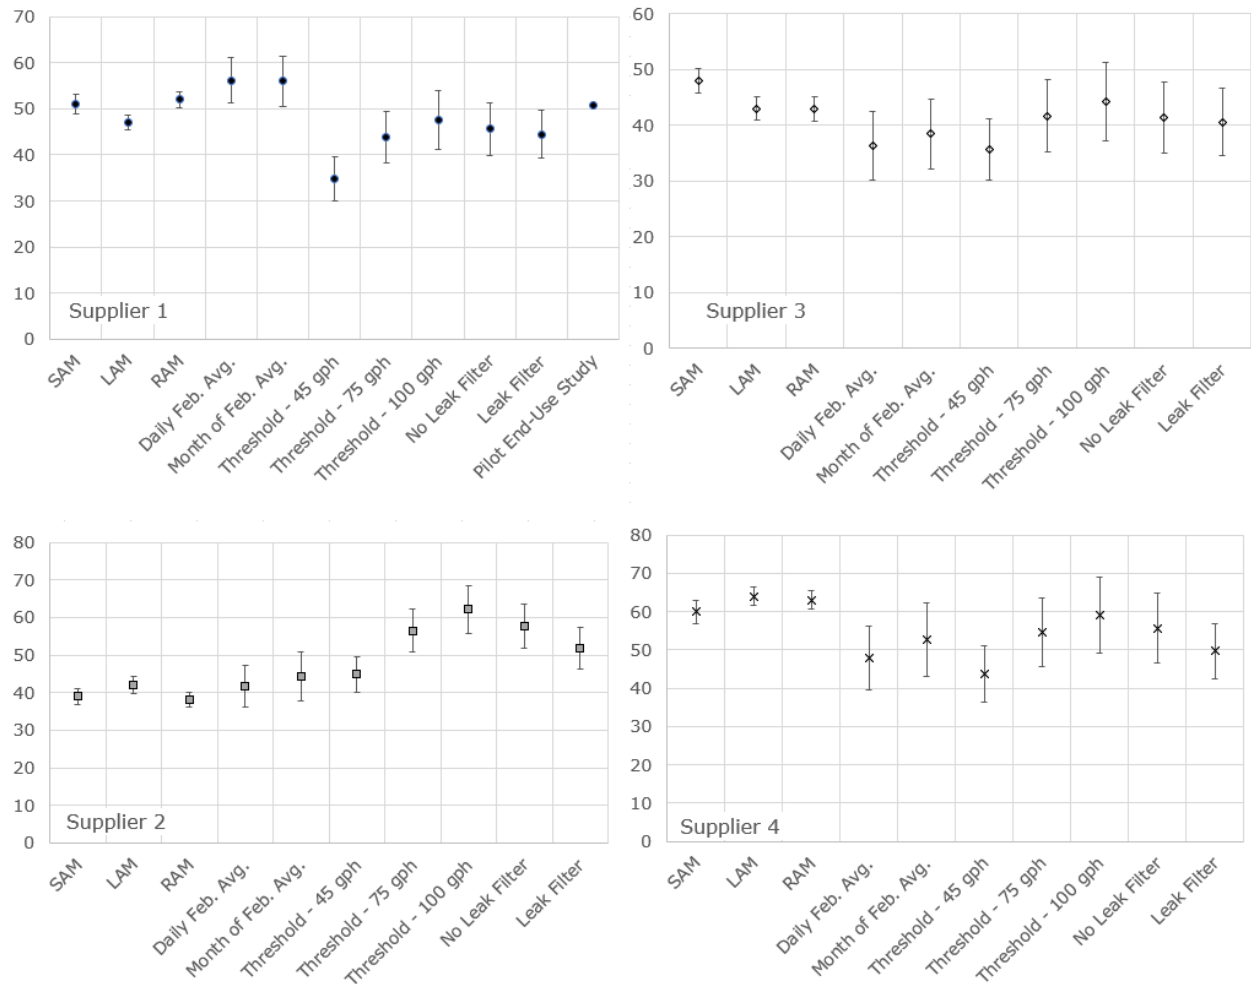 70
60
50
40
30
20
10
0
Supplier 1
SAM
LAM
RAM
Daily Feb. Avg.
Month of Feb. Avg.
Threshold - 45 gph
Threshold - 75 gph
Threshold - 100 gph
No Leak Filter
Leak Filter
Pilot End-Use Study
60
50
40
30
20
10
0
Supplier 3
SAM
LAM
RAM
Daily Feb. Avg.
Month of Feb. Avg.
Threshold - 45 gph
Threshold - 75 gph
Threshold - 100 gph
No Leak Filter
Leak Filter
80
70
60
50
40
30
20
10
0
Supplier 2
SAM
LAM
RAM
Daily Feb. Avg.
Month of Feb. Avg.
Threshold - 45 gph
Threshold - 75 gph
Threshold - 100 gph
No Leak Filter
Leak Filter
80
70
60
50
40
30
20
10
0
Supplier 4
SAM
LAM
RAM
Daily Feb. Avg.
Month of Feb. Avg.
Threshold - 45 gph
Threshold - 75 gph
Threshold - 100 gph
No Leak Filter
Leak Filter